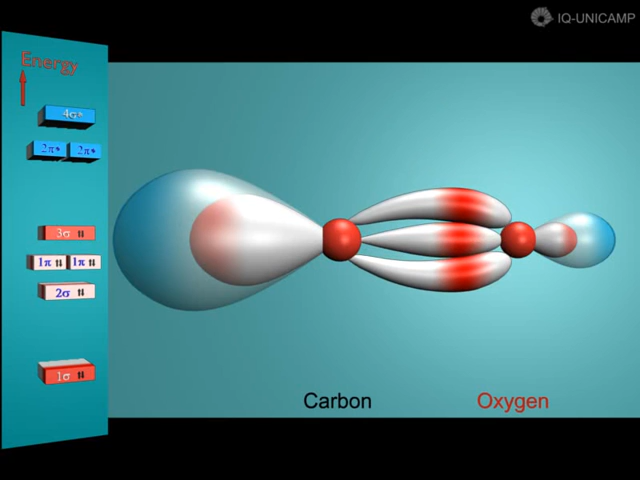 IQ-UNICAMP
Energy
4σ*
2π* 2π*
3σ ⇅
1π ⇅ 1π ⇅
2σ ⇅
1σ ⇅
Carbon Oxygen